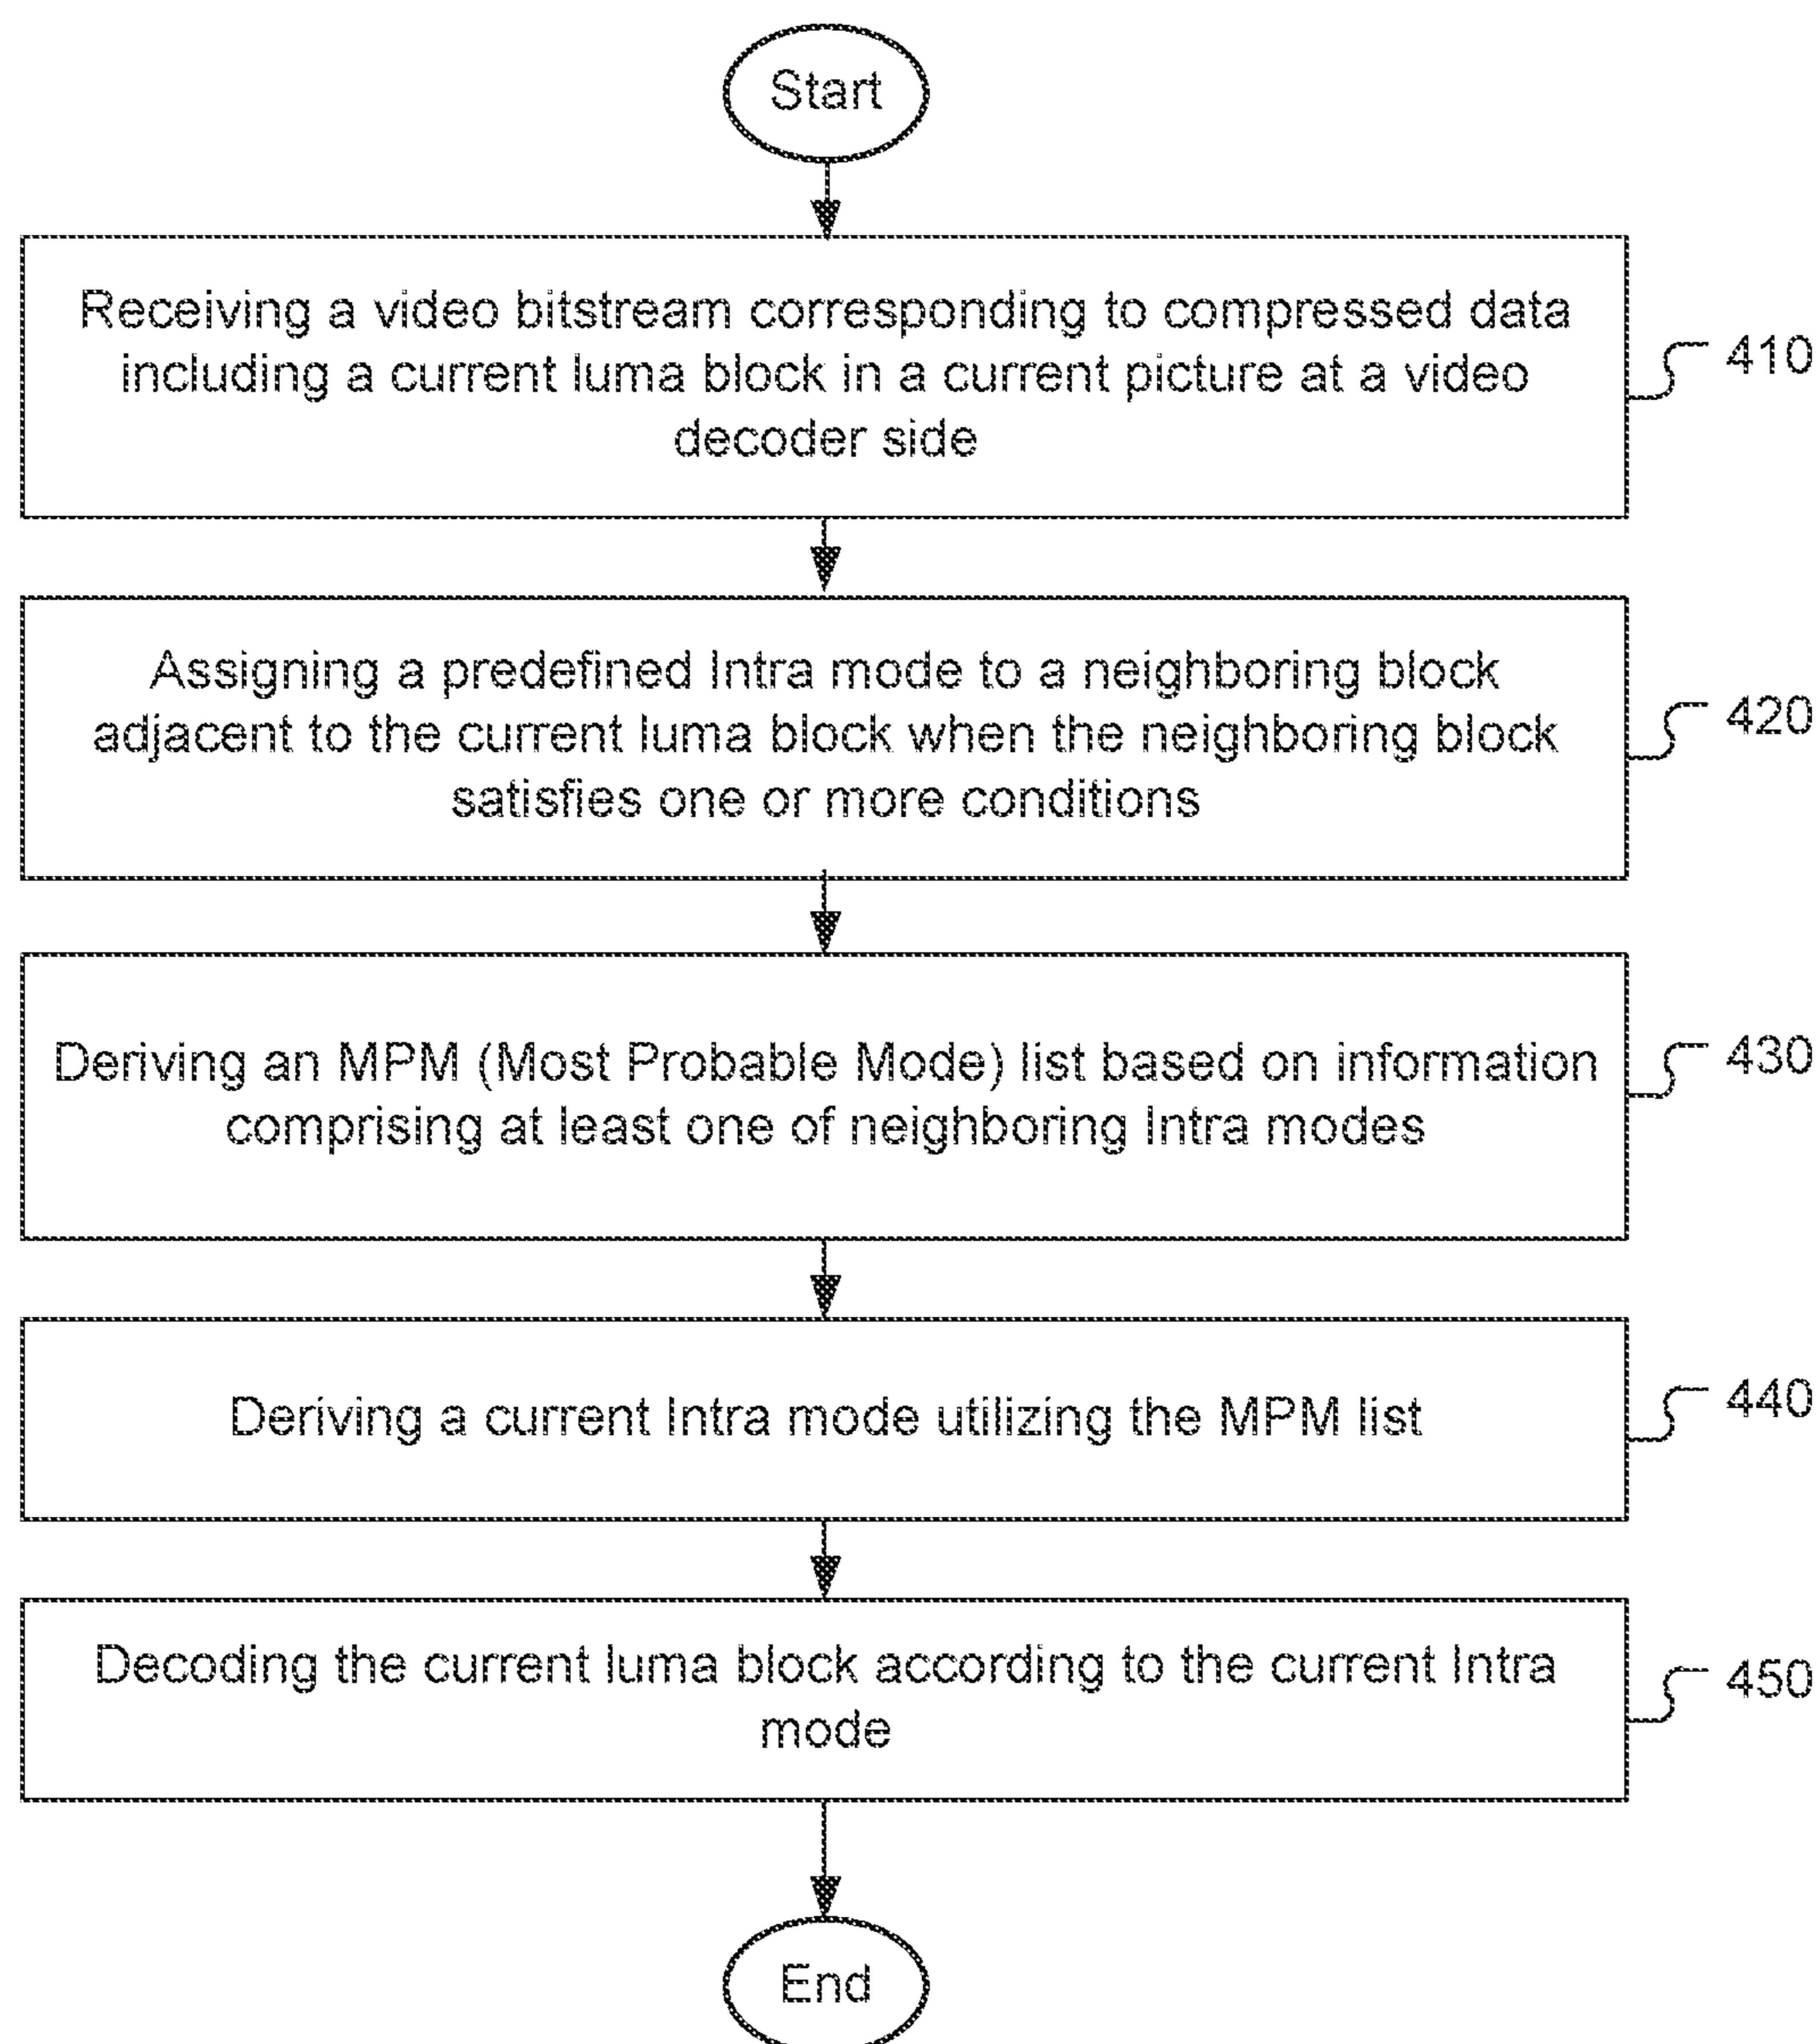 Start
Receiving a video bitstream corresponding to compressed data
including a current luma block in a current picture at a video
decoder side
410
Assigning a predefined Intra mode to a neighboring block
adjacent to the current luma block when the neighboring block
satisfies one or more conditions
420
Deriving an MPM (Most Probable Mode) list based on information
comprising at least one of neighboring Intra modes
430
Deriving a current Intra mode utilizing the MPM list
440
Decoding the current luma block according to the current Intra
mode
450
End